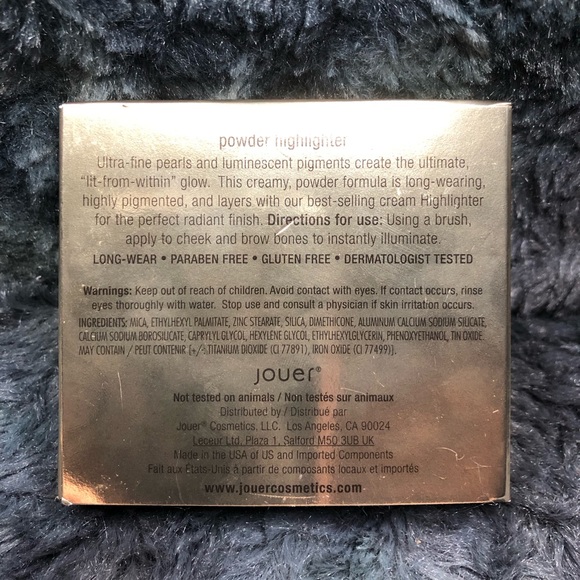 powder highlighter
Ultra-fine pearls and luminescent pigments create the ultimate,
"lit-from-within" glow. This creamy, powder formula is long-wearing,
highly pigmented, and layers with our best-selling cream Highlighter
for the perfect radiant finish. Directions for use: Using a brush,
apply to cheek and brow bones to instantly illuminate.
LONG-WEAR • PARABEN FREE • GLUTEN FREE • DERMATOLOGIST TESTED
Warnings: Keep out of reach of children. Avoid contact with eyes. If contact occurs, rinse
eyes thoroughly with water. Stop use and consult a physician if skin irritation occurs.
INGREDIENTS: MICA, ETHYLHEXYL PALMITATE, ZINC STEARATE, SILICA, DIMETHICONE, ALUMINUM CALCIUM SODIUM SILICATE,
CALCIUM SODIUM BOROSILICATE, CAPRYLYL GLYCOL, HEXYLENE GLYCOL, ETHYLHEXYLGLYCERIN, PHENOXYETHANOL, TIN OXIDE
MAY CONTAIN / PEUT CONTENIR [+/-:TITANIUM DIOXIDE (CI 77891), IRON OXIDE (CI 77499)].
JOUER®
Not tested on animals / Non testés sur animaux
Distributed by / Distribué par
Jouer® Cosmetics, LLC. Los Angeles, CA 90024
Leceur Ltd, Plaza 1, Salford M50 3UB UK
Made in the USA of US and Imported Components
Fait aux États-Unis à partir de composants locaux et importés
www.jouercosmetics.com